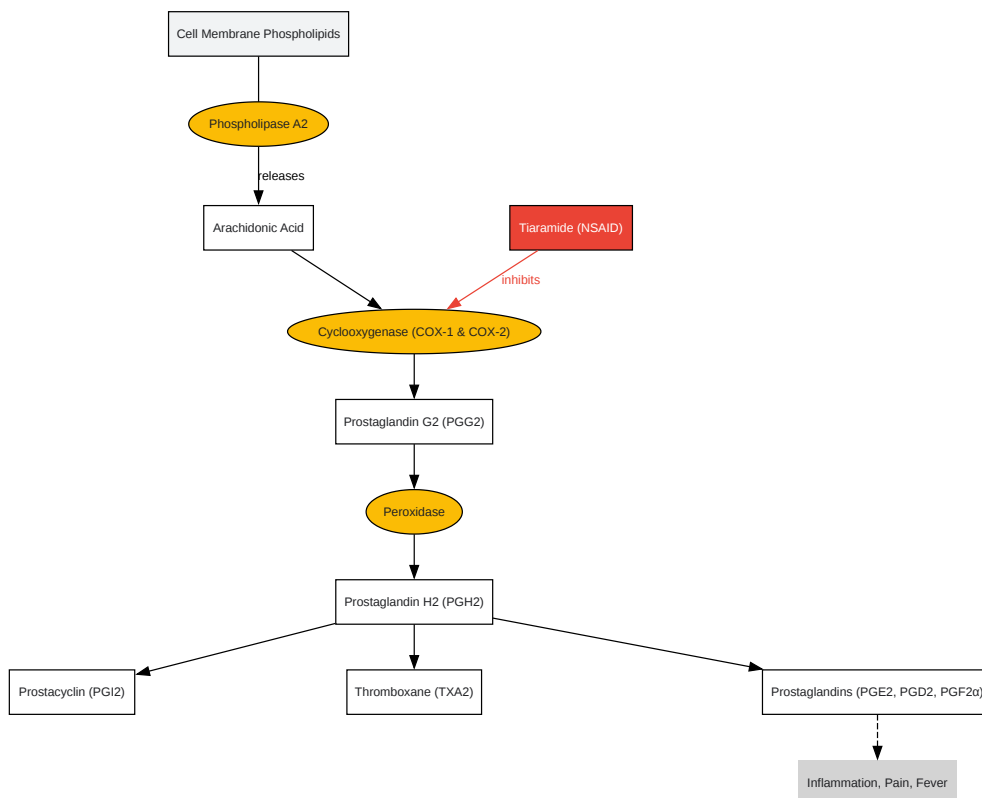 Cell Membrane Phospholipids
Phospholipase A2
releases
Arachidonic Acid
Tiaramide (NSAID)
inhibits
Cyclooxygenase (COX-1 & COX-2)
Prostaglandin G2 (PGG2)
Peroxidase
Prostaglandin H2 (PGH2)
Prostacyclin (PGI2)
Thromboxane (TXA2)
Prostaglandins (PGE2, PGD2, PGF2α)
Inflammation, Pain, Fever